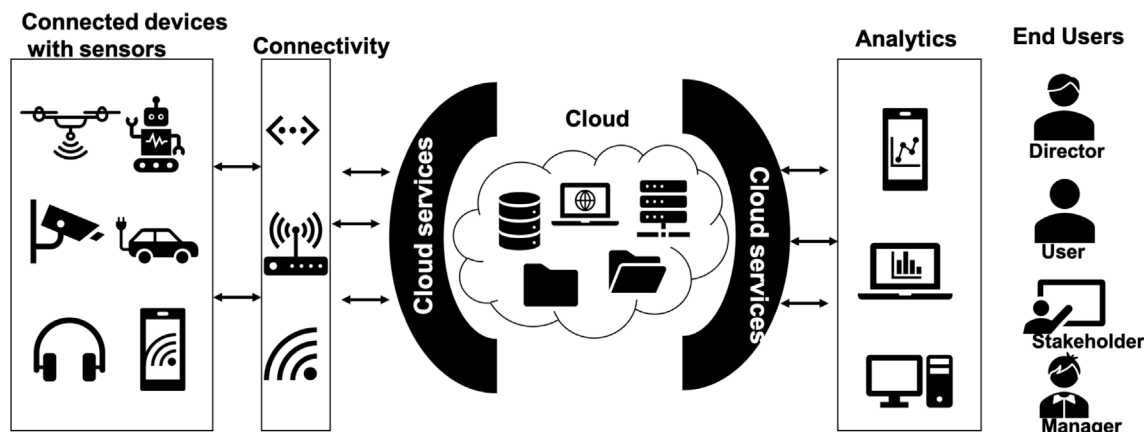 Connected devices
with sensors
Connectivity
Cloud services
Cloud
Cloud services
Analytics
End Users
Director
User
Stakeholder
Manager